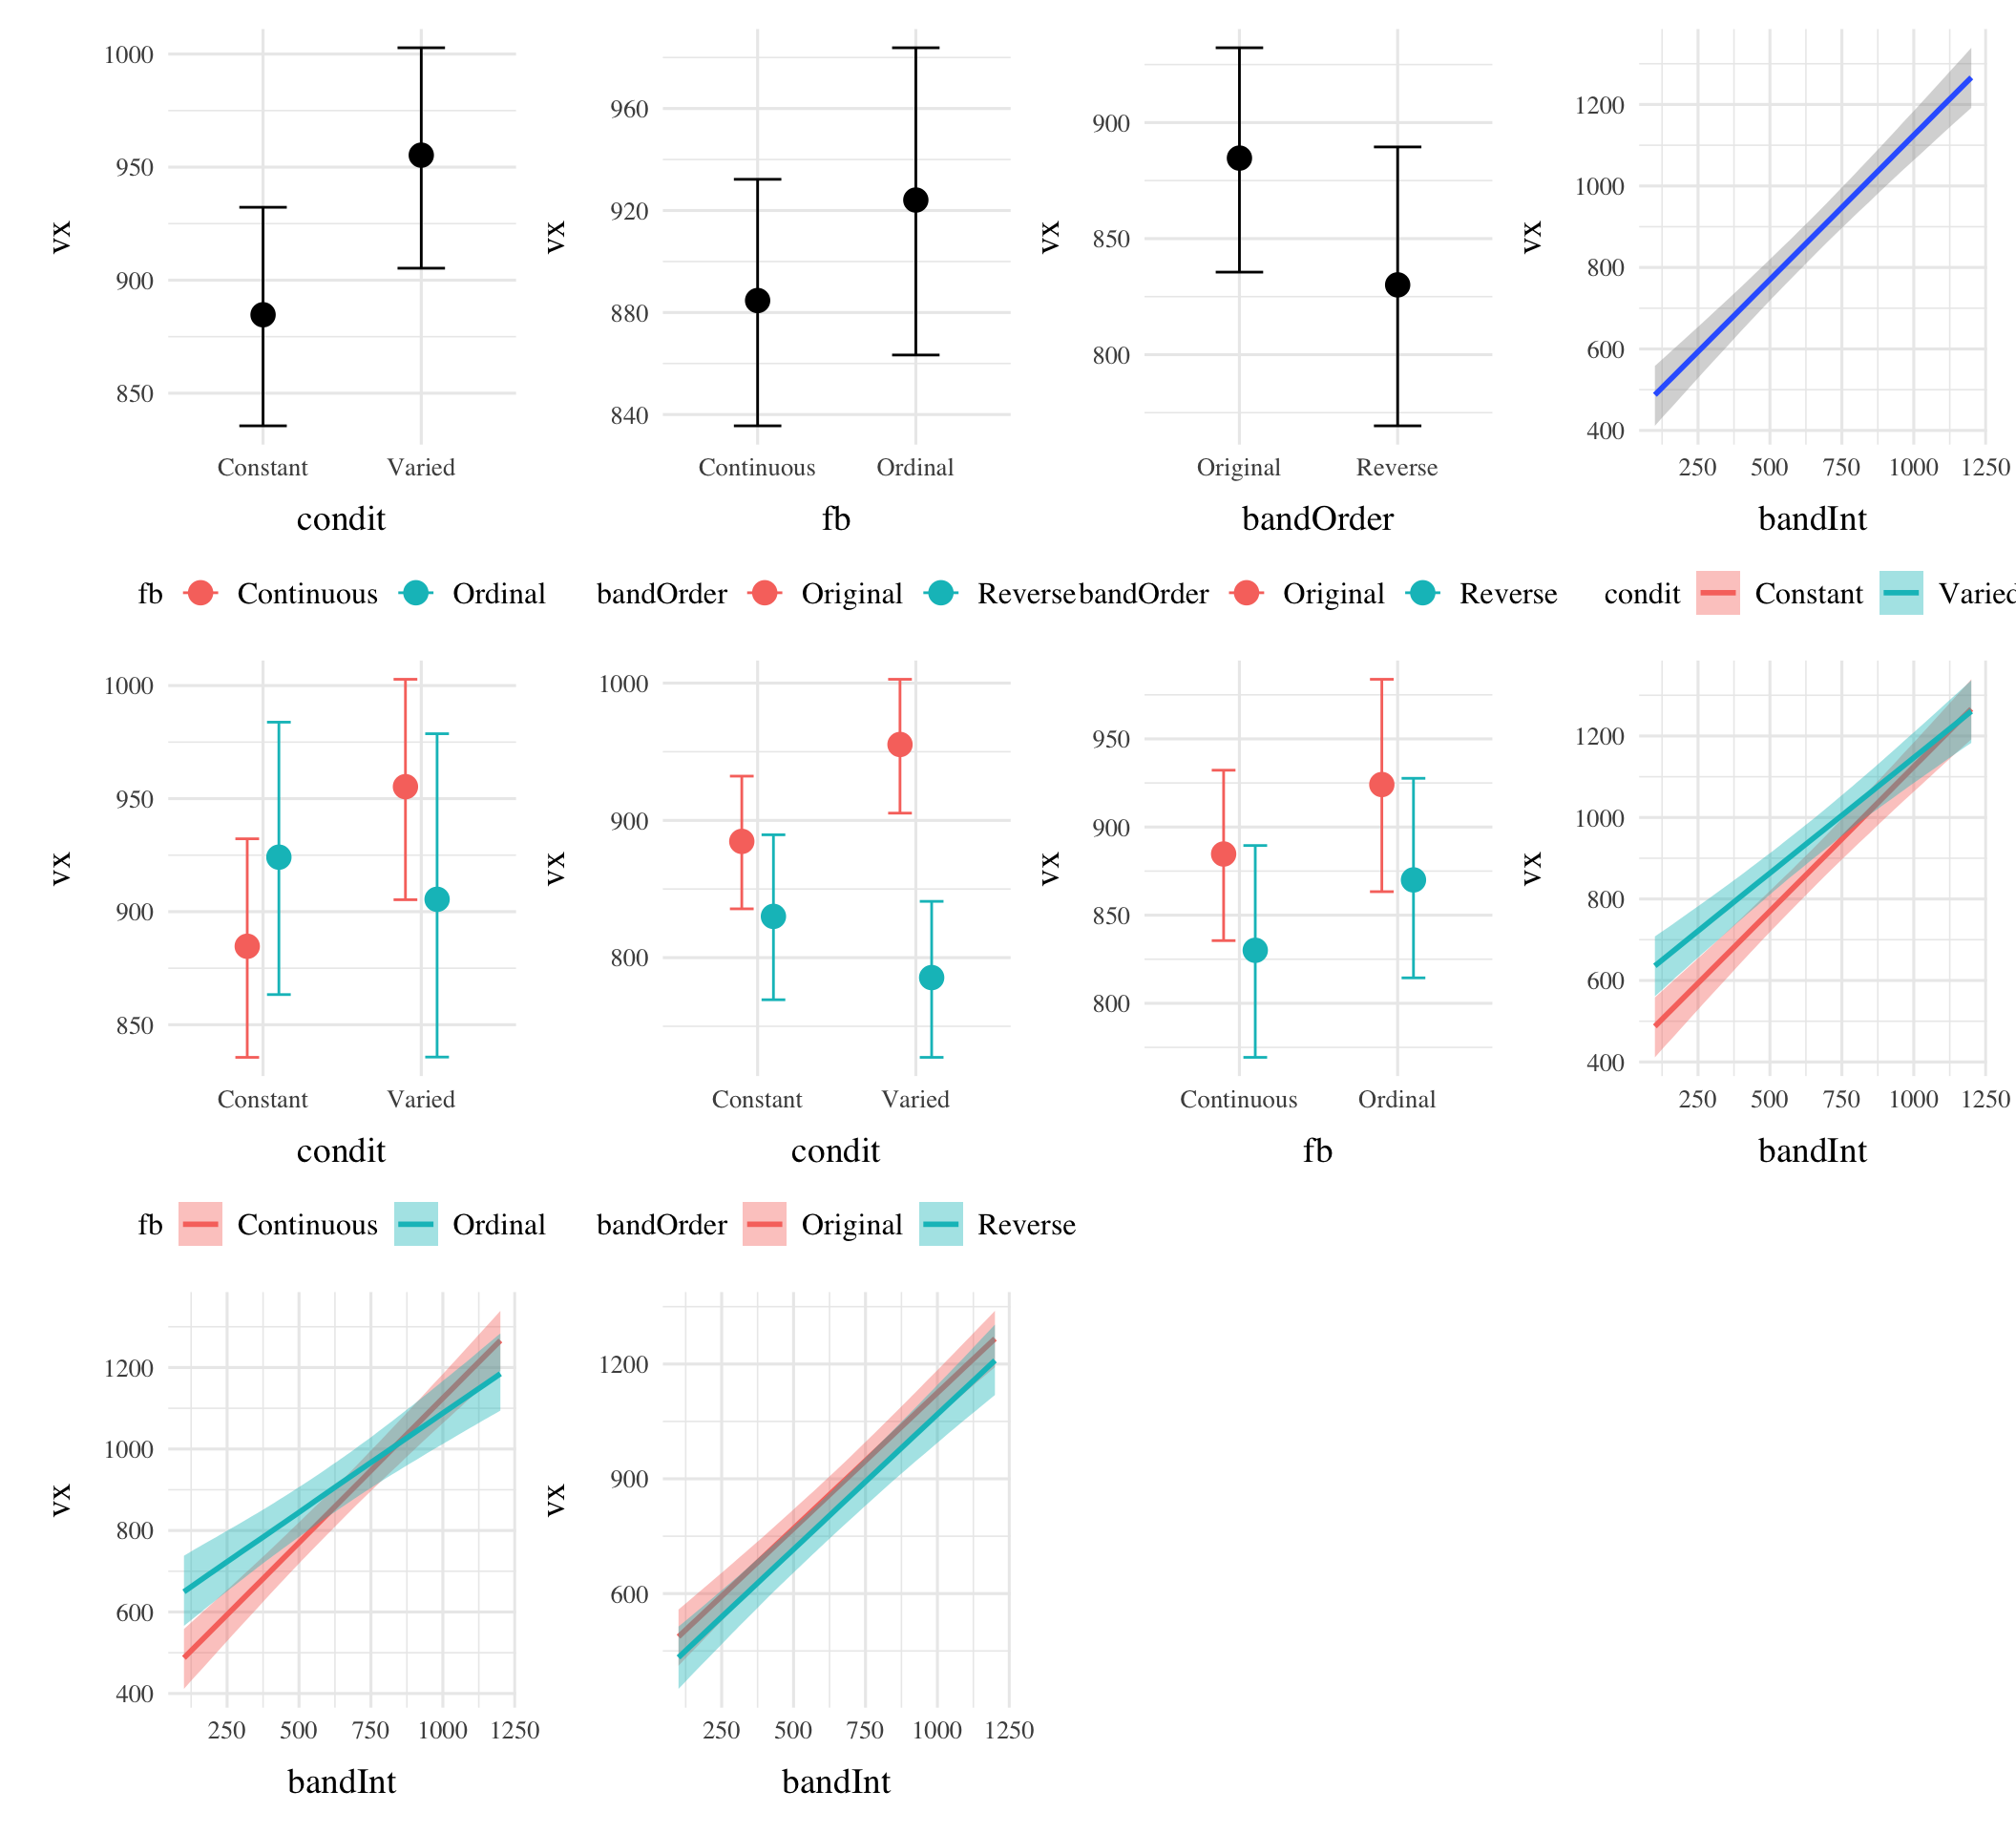 vx
1000
950
900
850
Constant Varied
condit
vx
960
920
880
840
Continuous Ordinal
fb
vx
900
850
800
Original Reverse
bandOrder
vx
1200
1000
800
600
400
250 500 750 1000 1250
bandInt
fb Continuous Ordinal
vx
1000
950
900
850
Constant Varied
condit
bandOrder Original Reverse
vx
1000
900
800
Constant Varied
condit
bandOrder Original Reverse
vx
950
900
850
800
Continuous Ordinal
fb
condit Constant Varied
vx
1200
1000
800
600
400
250 500 750 1000 1250
bandInt
fb Continuous Ordinal
vx
1200
1000
800
600
400
250 500 750 1000 1250
bandInt
bandOrder Original Reverse
vx
1200
900
600
250 500 750 1000 1250
bandInt